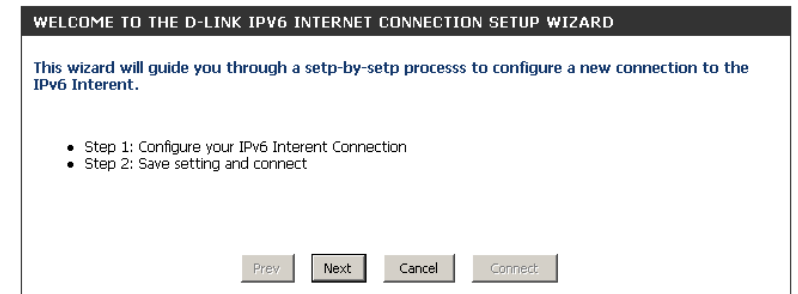 WELCOME TO THE D-LINK IPV6 INTERNET CONNECTION SETUP WIZARD
This wizard will guide you through a setp-by-setp processs to configure a new connection to the
IPv6 Interent.
• Step 1: Configure your IPv6 Interent Connection
• Step 2: Save setting and connect
Prev Next Cancel Connect